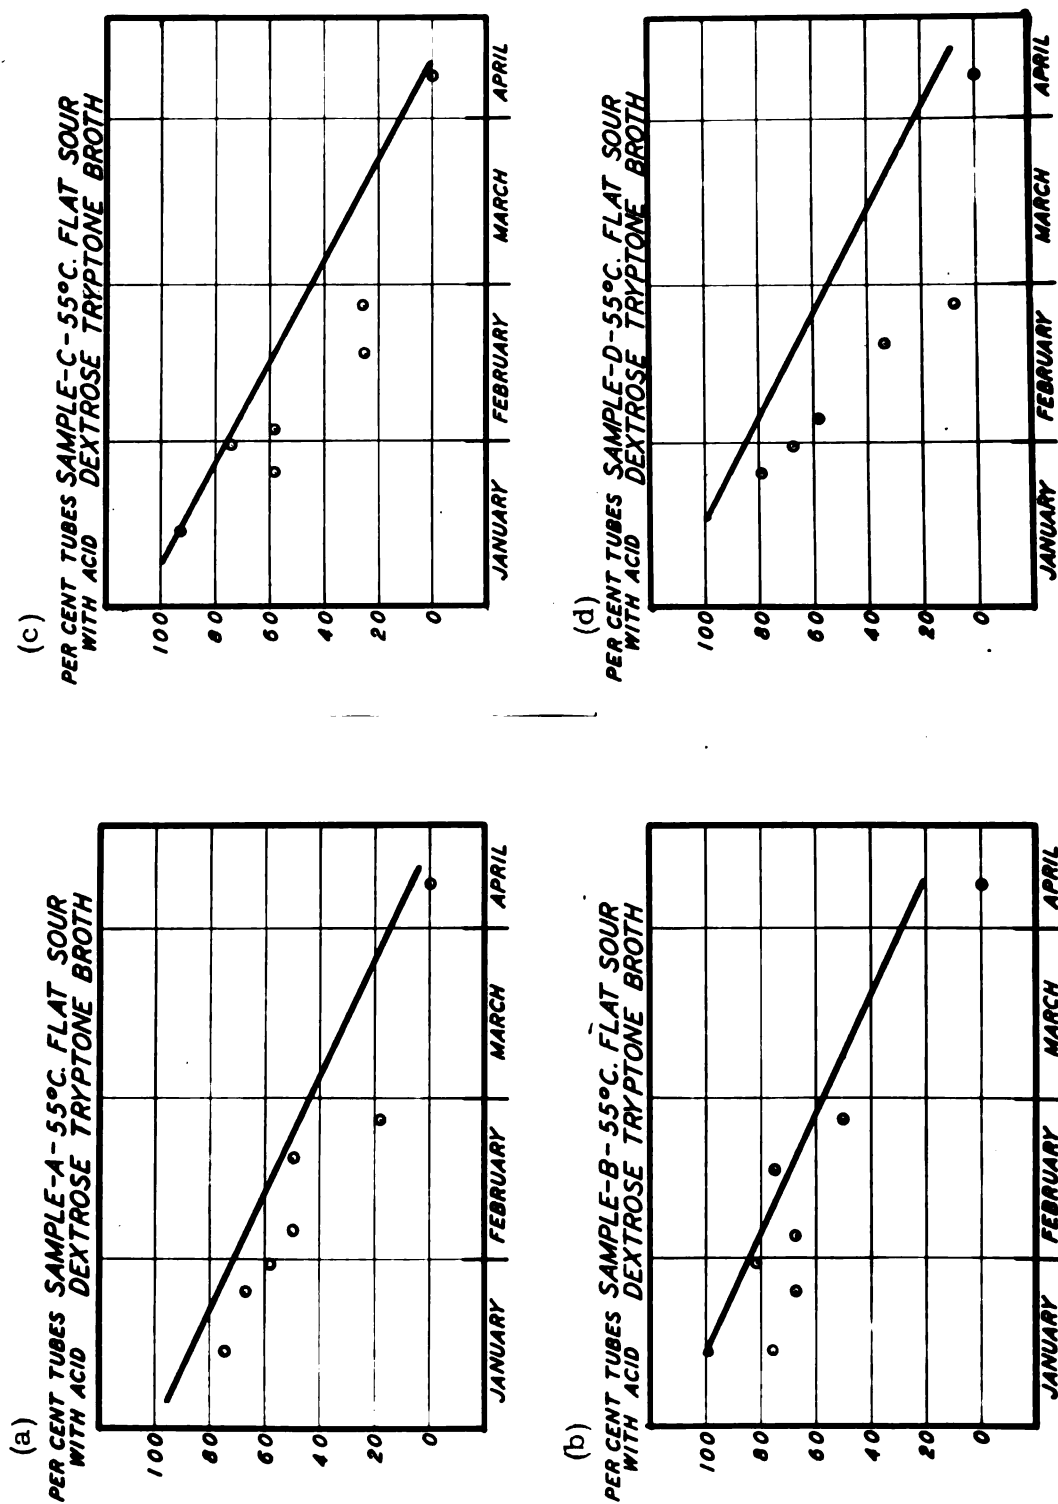 (a)
PER CENT TUBES SAMPLE-A-55°C. FLAT SOUR
WITH ACID DEXTROSE TRYPTONE BROTH
100
80
60
40
20
0
JANUARY FEBRUARY MARCH APRIL
(b)
PER CENT TUBES SAMPLE-B-55°C. FLAT SOUR
WITH ACID DEXTROSE TRYPTONE BROTH
100
80
60
40
20
0
JANUARY FEBRUARY MARCH APRIL
(c)
PER CENT TUBES SAMPLE-C-55°C. FLAT SOUR
WITH ACID DEXTROSE TRYPTONE BROTH
100
80
60
40
20
0
JANUARY FEBRUARY MARCH APRIL
(d)
PER CENT TUBES SAMPLE-D-55°C. FLAT SOUR
WITH ACID DEXTROSE TRYPTONE BROTH
100
80
60
40
20
0
JANUARY FEBRUARY MARCH APRIL